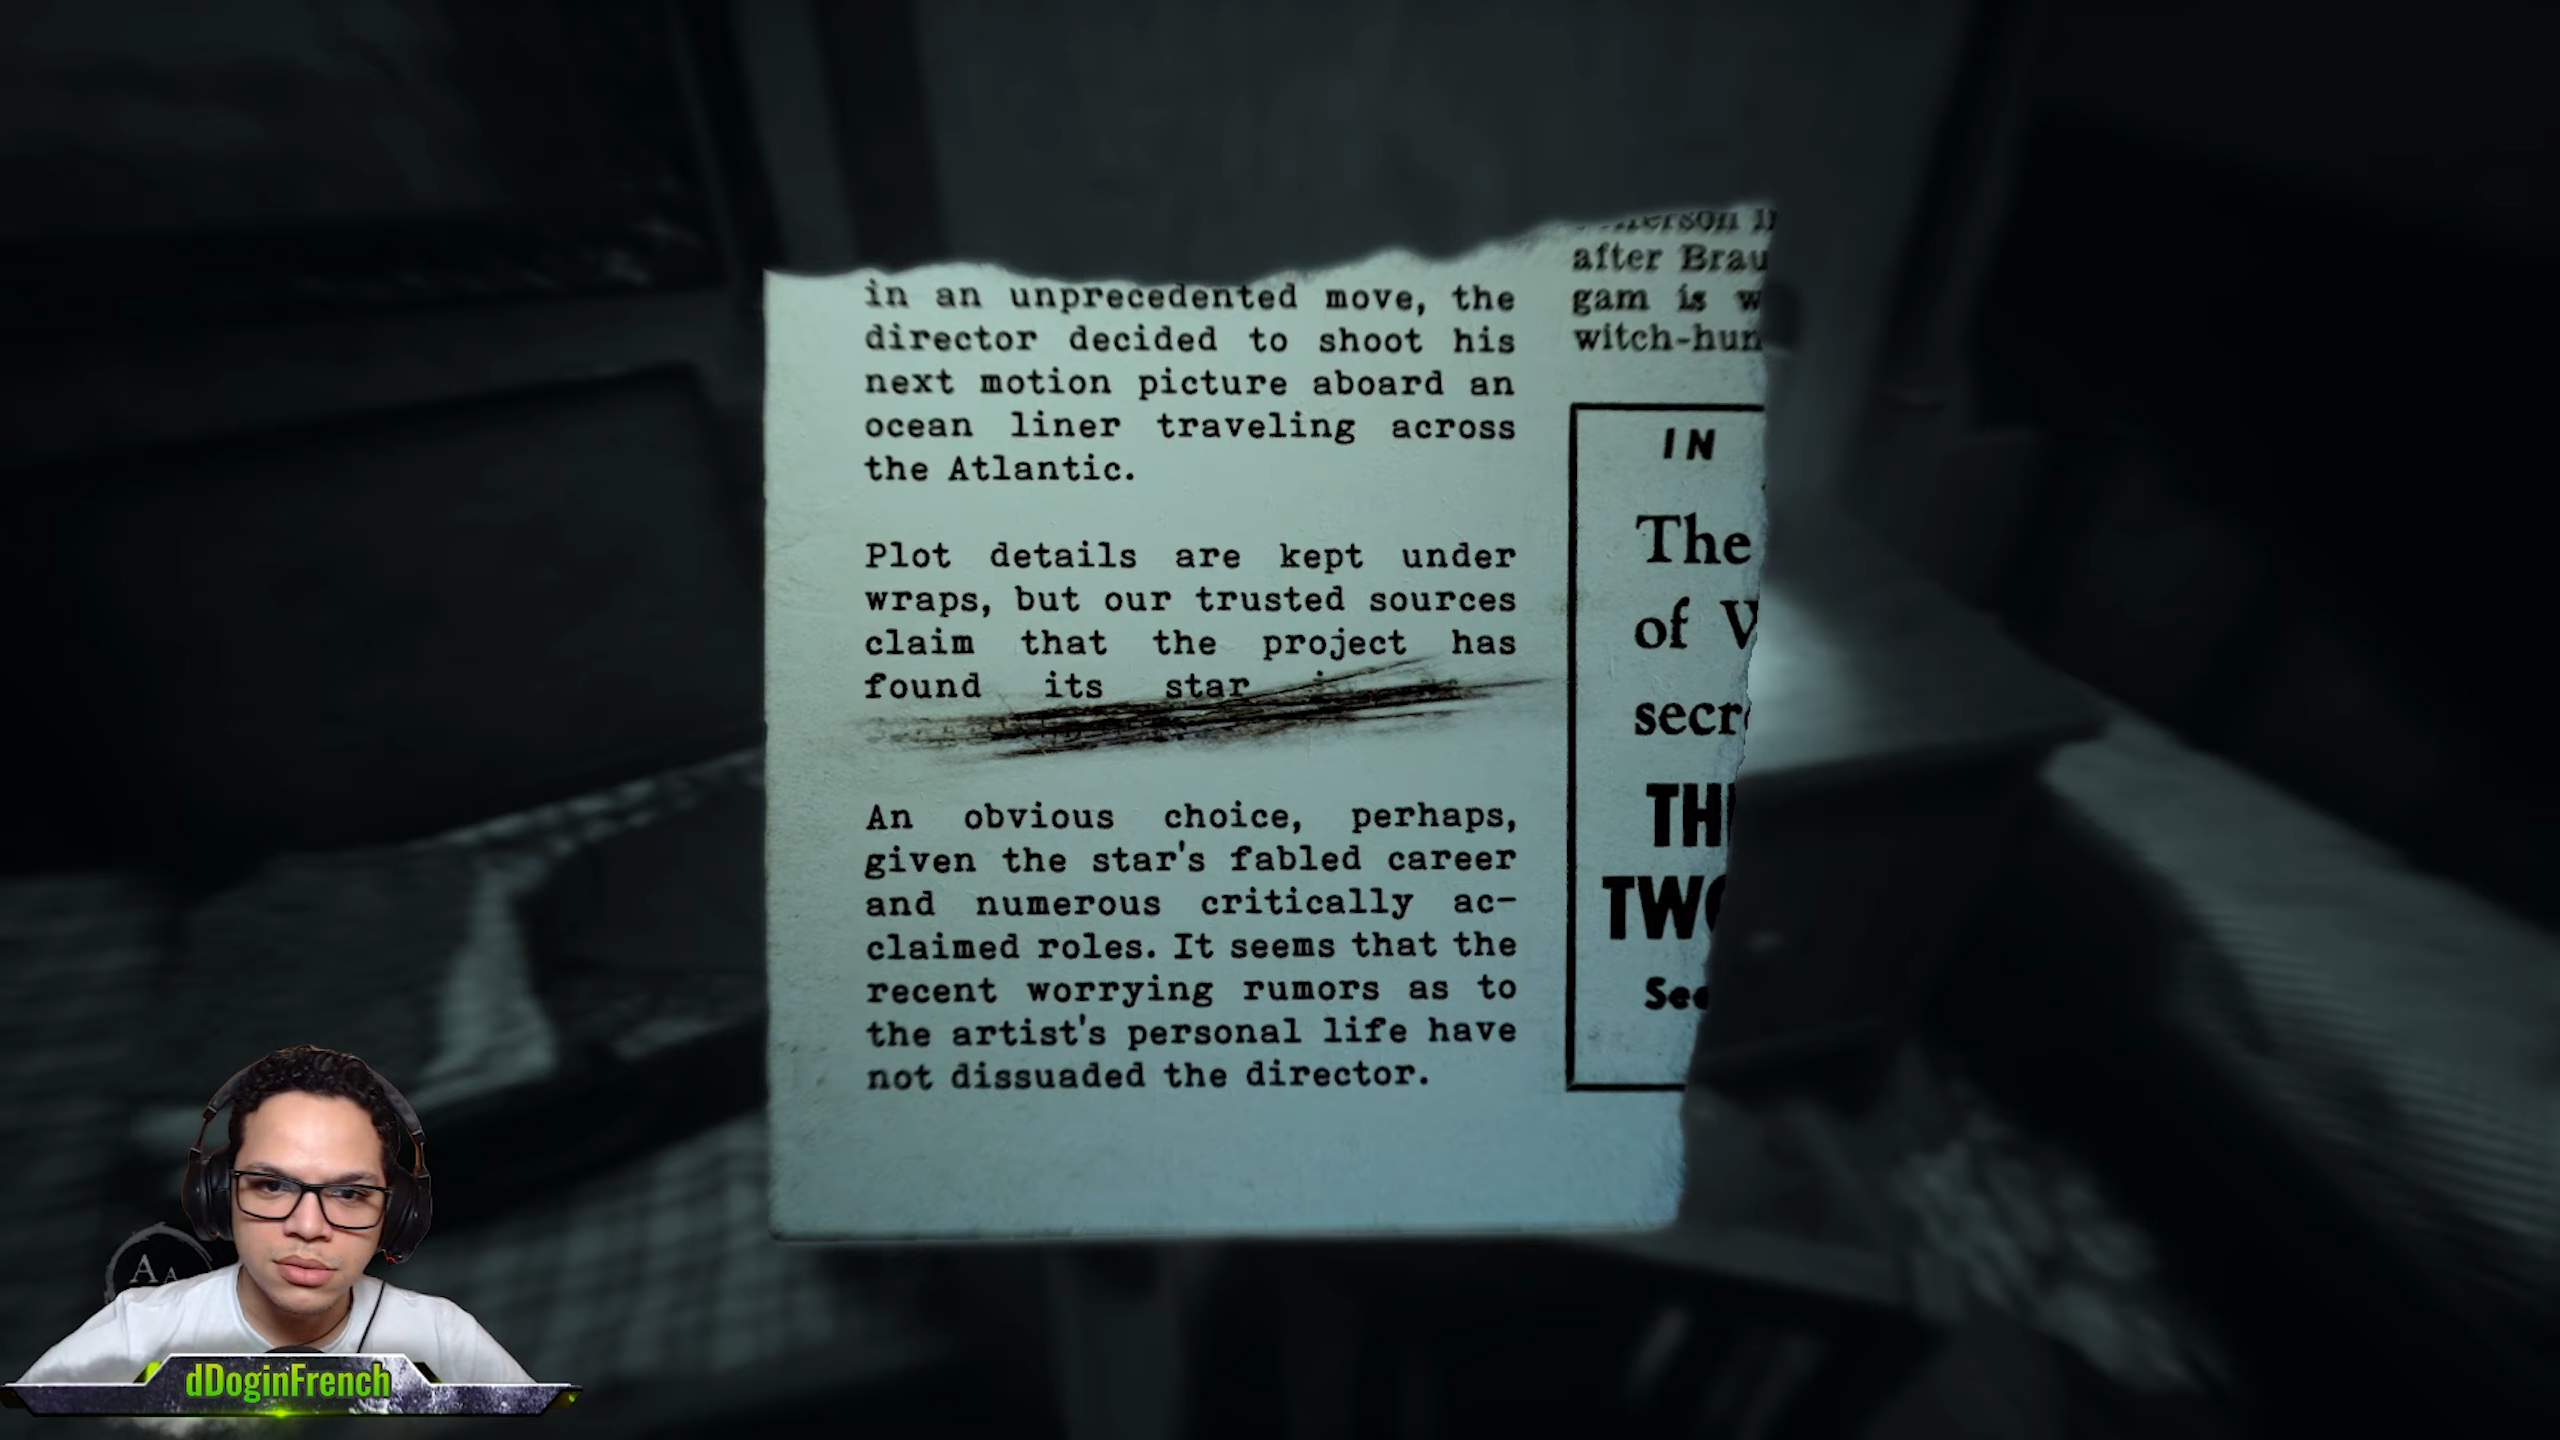 in an unprecedented move, the
director decided to shoot his
next motion picture aboard an
ocean liner traveling across
the Atlantic.
Plot details are kept under
wraps, but our trusted sources
claim that the project has
found its star
An obvious choice, perhaps,
given the star's fabled career
and numerous critically ac-
claimed roles. It seems that the
recent worrying rumors as to
the artist's personal life have
not dissuaded the director.
after Brau
gam is w
witch-hun
IN
The
of V
secr
TH
TWO
See
A A
dDoginFrench